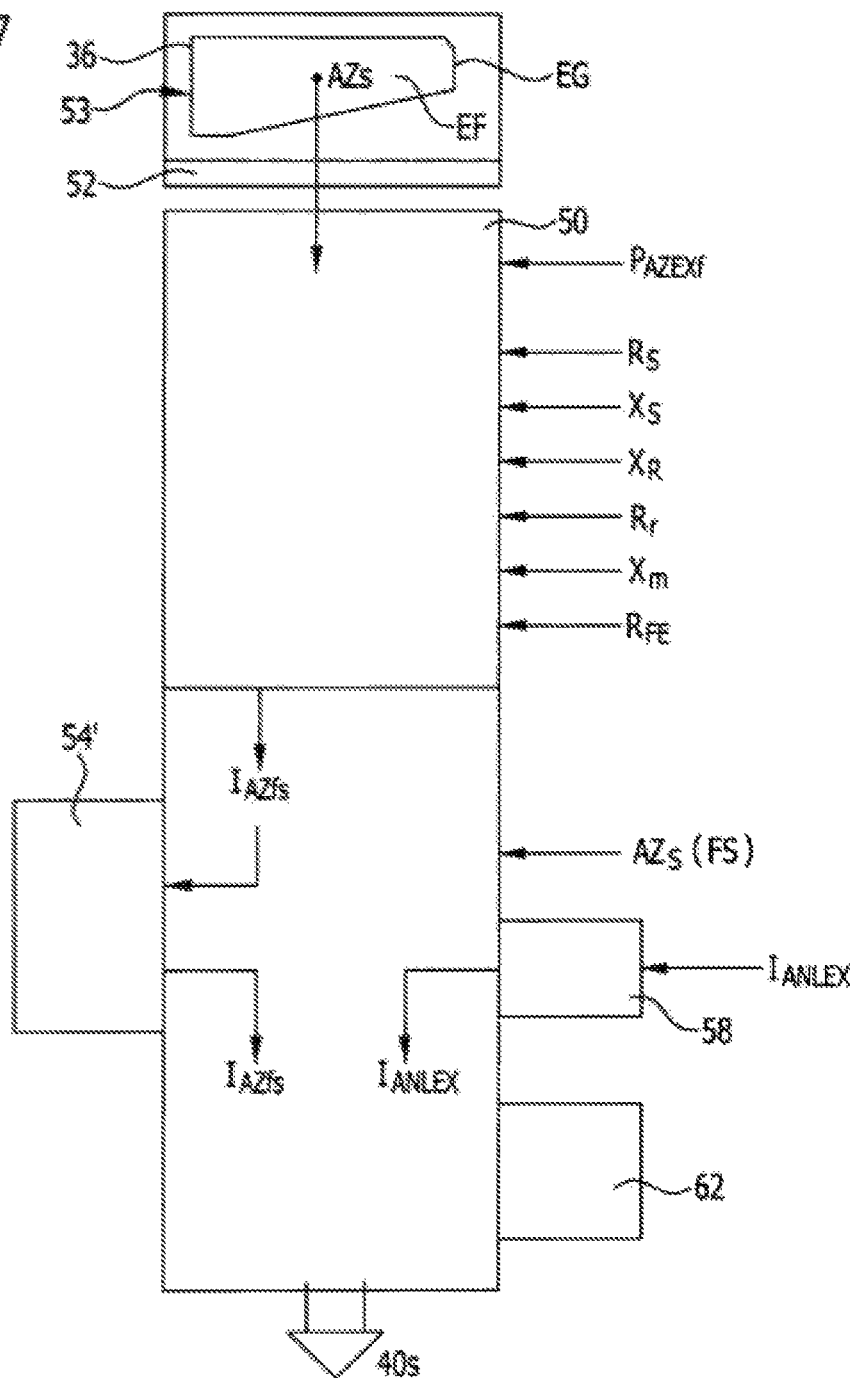 7
36
AZs
EG
53
EF
52
50
PAZEXf
RS
XS
XR
Rr
Xm
RFE
54'
IAZfs
AZS (FS)
IANLEX
58
IAZfs
IANLEX
62
40s